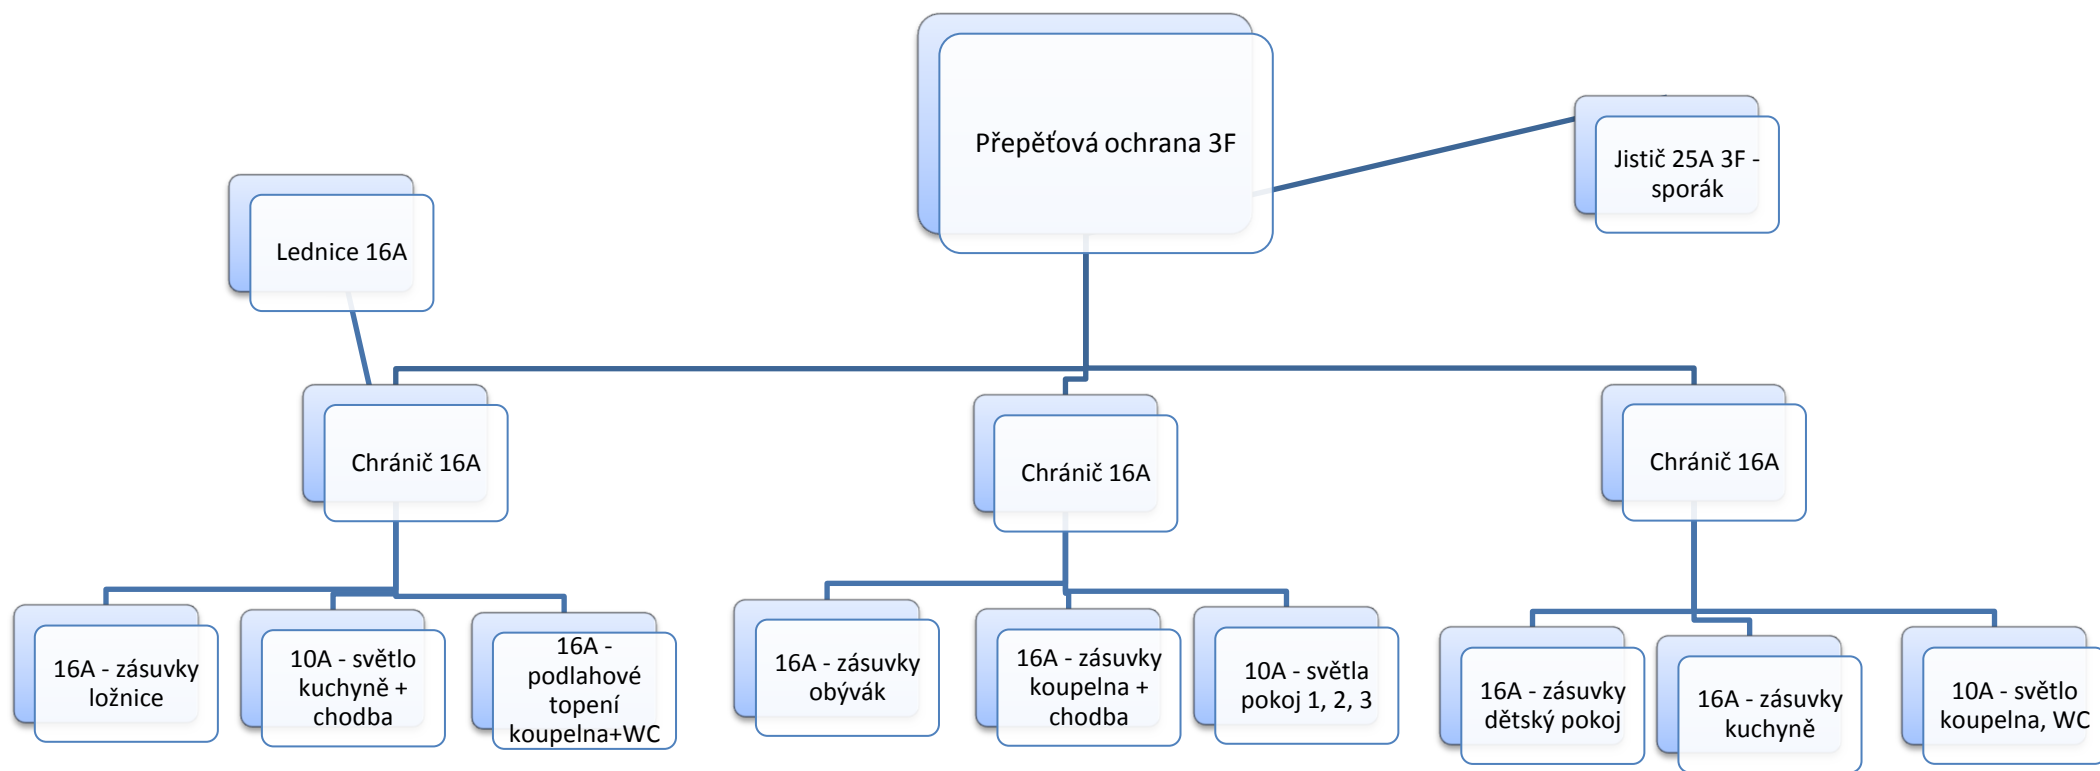 Přepěťová ochrana 3F
Jistič 25A 3F -
sporák
Lednice 16A
Chránič 16A
Chránič 16A
Chránič 16A
16A - zásuvky
ložnice
10A - světlo
kuchyně +
chodba
16A -
podlahové
topení
koupelna+WC
16A - zásuvky
obývák
16A - zásuvky
koupelna +
chodba
10A - světla
pokoj 1, 2, 3
16A - zásuvky
dětský pokoj
16A - zásuvky
kuchyně
10A - světlo
koupelna, WC